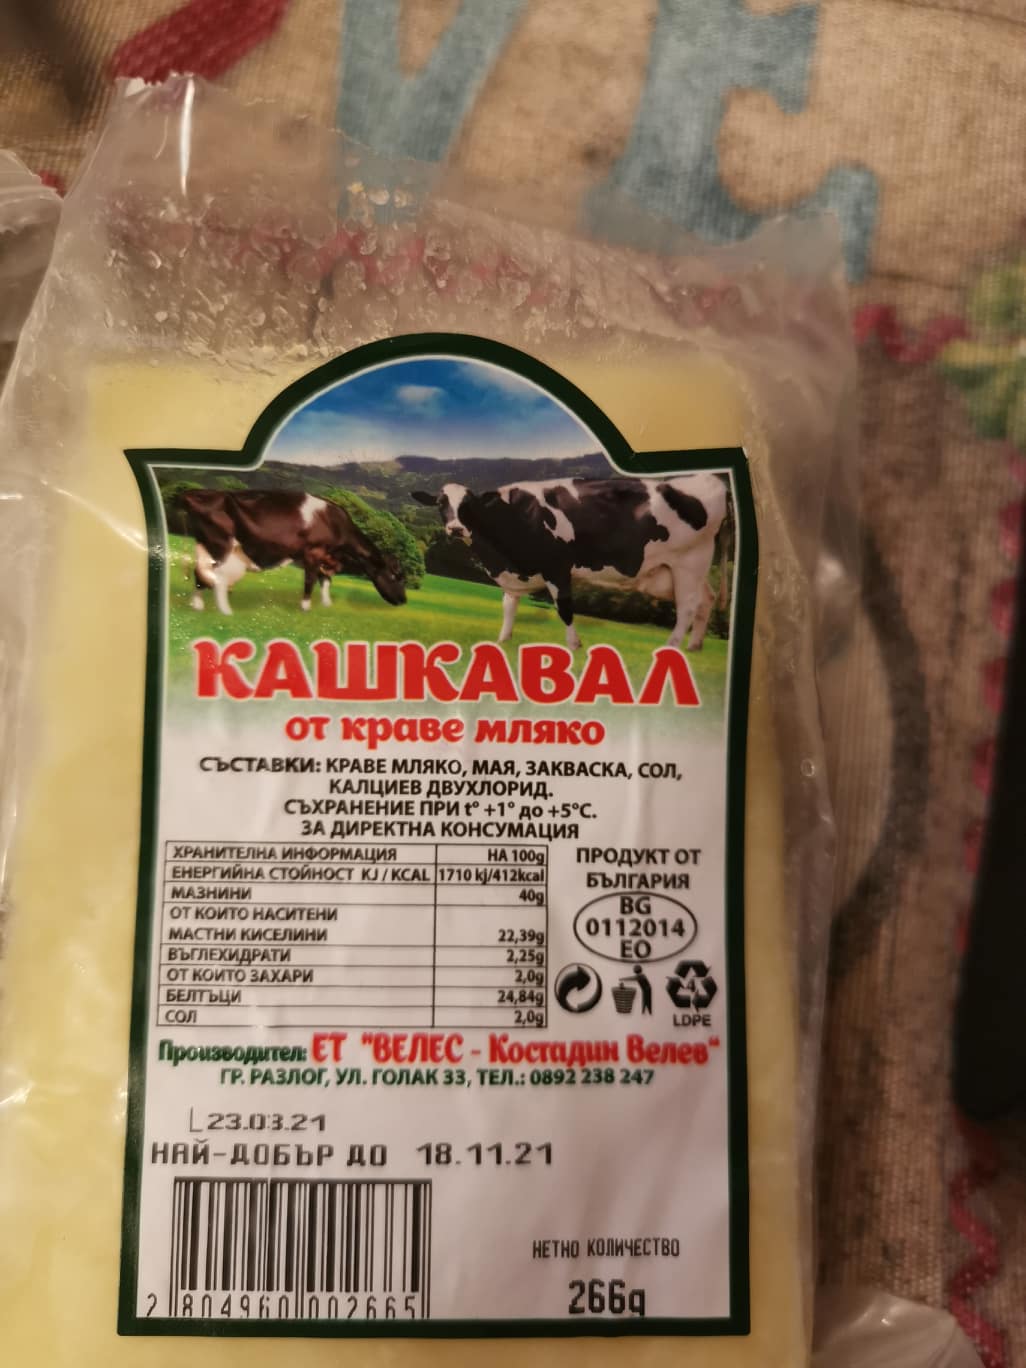 VE
КАШКАВАЛ
от краве мляко
СЪСТАВКИ: КРАВЕ МЛЯКО, МАЯ, ЗАКВАСКА, СОЛ,
КАЛЦИЕВ ДВУХЛОРИД.
СЪХРАНЕНИЕ ПРИ t° +1° до +5°C.
ЗА ДИРЕКТНА КОНСУМАЦИЯ
ХРАНИТЕЛНА ИНФОРМАЦИЯ НА 100g
ЕНЕРГИЙНА СТОЙНОСТ KJ / KCAL 1710 kj/412kcal
МАЗНИНИ 40g
ОТ КОИТО НАСИТЕНИ
МАСТНИ КИСЕЛИНИ 22,39g
ВЪГЛЕХИДРАТИ 2,25g
ОТ КОИТО ЗАХАРИ 2,0g
БЕЛТЪЦИ 24,84g
СОЛ 2,0g
ПРОДУКТ ОТ
БЪЛГАРИЯ
BG
0112014
EO
4
LDPE
Производител: ЕТ "ВЕЛЕС - Костадин Велев"
ГР. РАЗЛОГ, УЛ. ГОЛАК 33, ТЕЛ.: 0892 238 247
L23.03.21
НАЙ-ДОБЪР ДО 18.11.21
НЕТНО КОЛИЧЕСТВО
266g
2 804960 002665